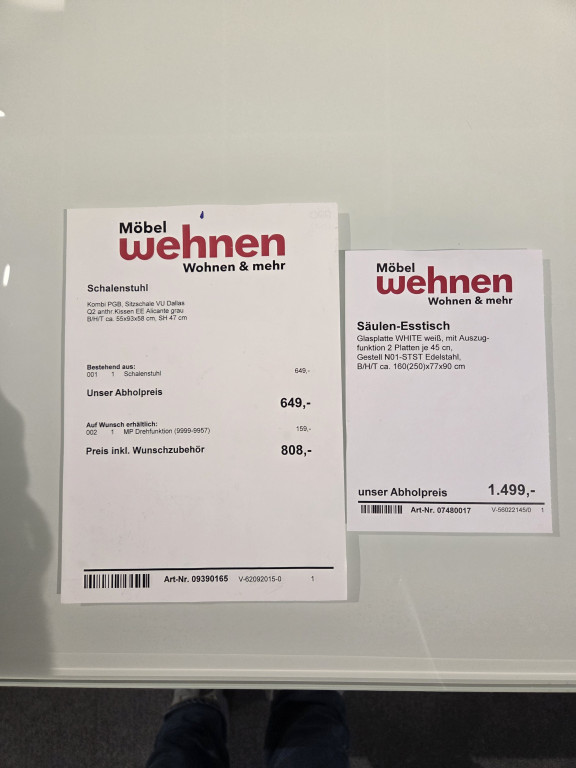 Möbel
wehnen
Wohnen & mehr
Schalenstuhl
Kombi PGB, Sitzschale VU Dallas
Q2 anthr.Kissen EE Alicante grau
B/H/T ca. 55x93x58 cm, SH 47 cm
Bestehend aus:
001 1 Schalenstuhl 649,-
Unser Abholpreis 649,-
Auf Wunsch erhältlich:
002 1 MP Drehfunktion (9999-9957) 159,-
Preis inkl. Wunschzubehör 808,-
Art-Nr. 09390165 V-62092015-0 1
Möbel
wehnen
Wohnen & mehr
Säulen-Esstisch
Glasplatte WHITE weiß, mit Auszug-
funktion 2 Platten je 45 cn,
Gestell N01-STST Edelstahl,
B/H/T ca. 160(250)x77x90 cm
unser Abholpreis 1.499,-
Art-Nr. 07480017 V-56022145/0 1